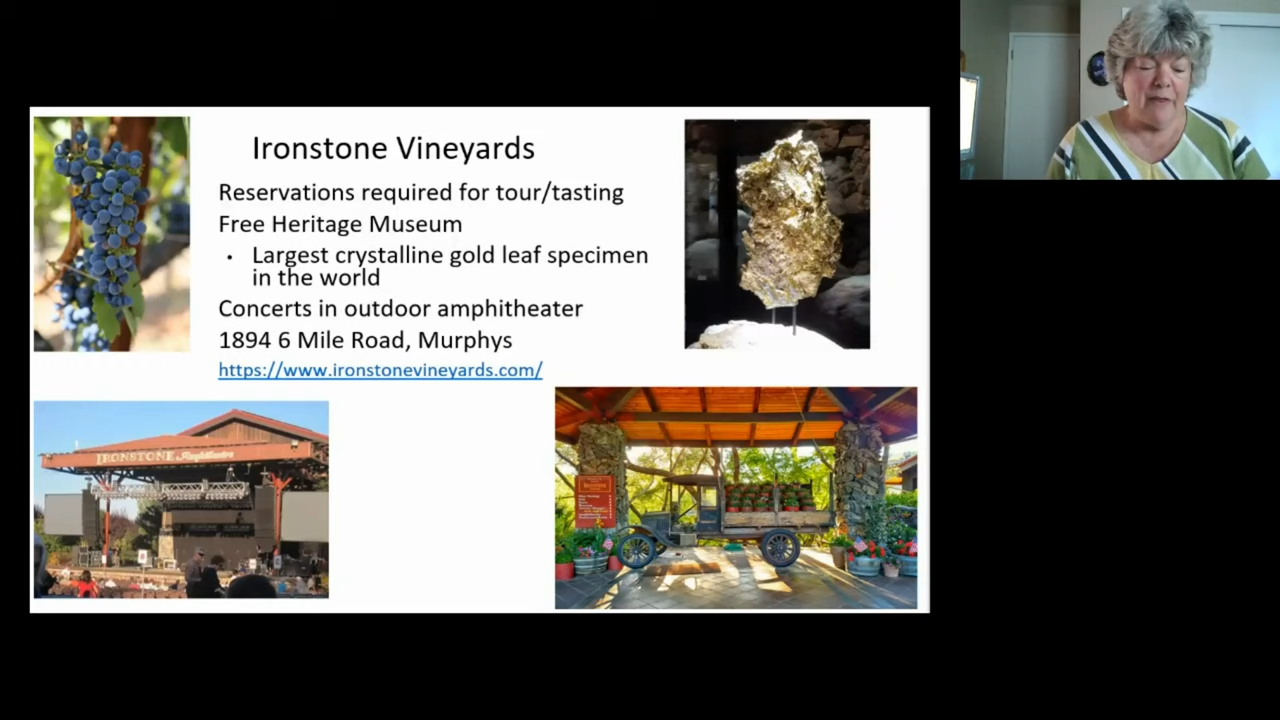 Ironstone Vineyards
Reservations required for tour/tasting
Free Heritage Museum
• Largest crystalline gold leaf specimen
in the world
Concerts in outdoor amphitheater
1894 6 Mile Road, Murphys
https://www.ironstonevineyards.com/
IRONSTONE Amphitheatre